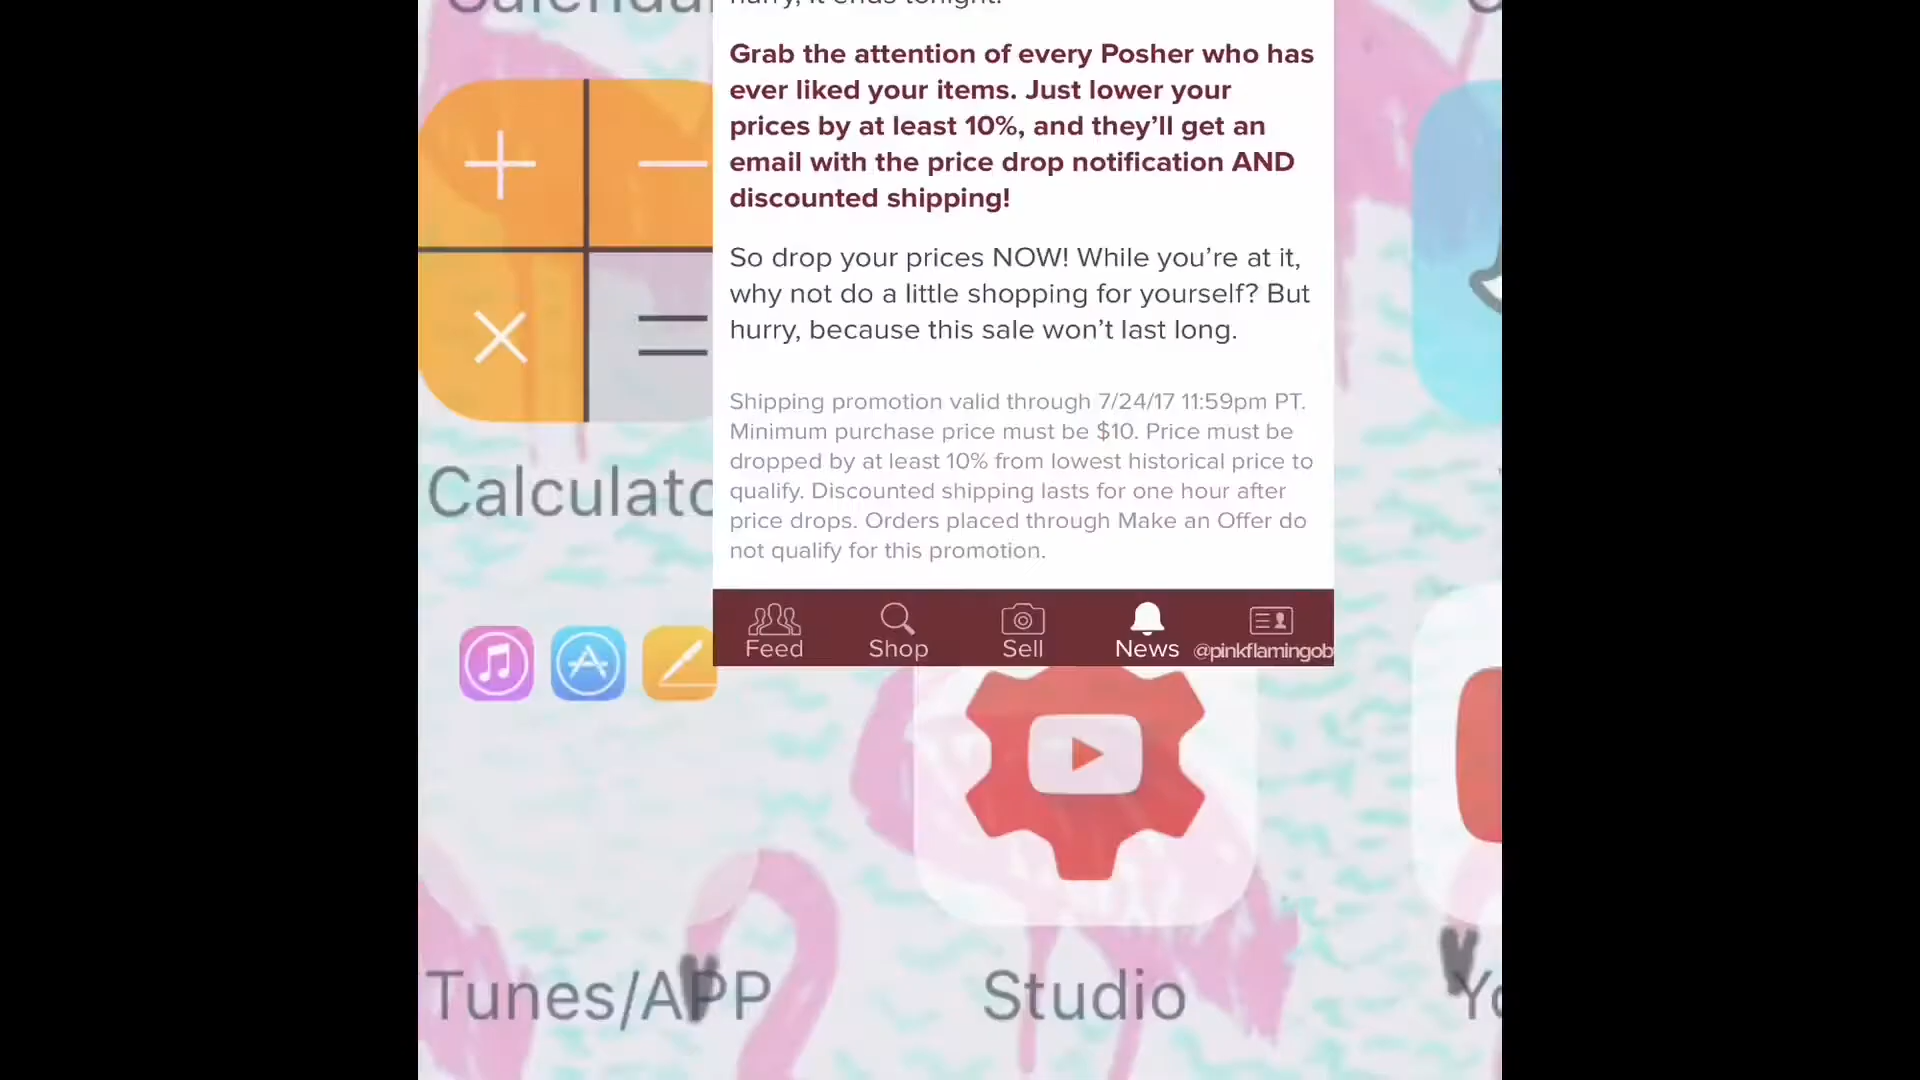 hurry, it ends tonight.
Grab the attention of every Posher who has
ever liked your items. Just lower your
prices by at least 10%, and they’ll get an
email with the price drop notification AND
discounted shipping!
So drop your prices NOW! While you’re at it,
why not do a little shopping for yourself? But
hurry, because this sale won’t last long.
Shipping promotion valid through 7/24/17 11:59pm PT.
Minimum purchase price must be $10. Price must be
dropped by at least 10% from lowest historical price to
qualify. Discounted shipping lasts for one hour after
price drops. Orders placed through Make an Offer do
not qualify for this promotion.
Feed
Shop
Sell
News
@pinkflamingob
Calculato
Tunes/APP
Studio